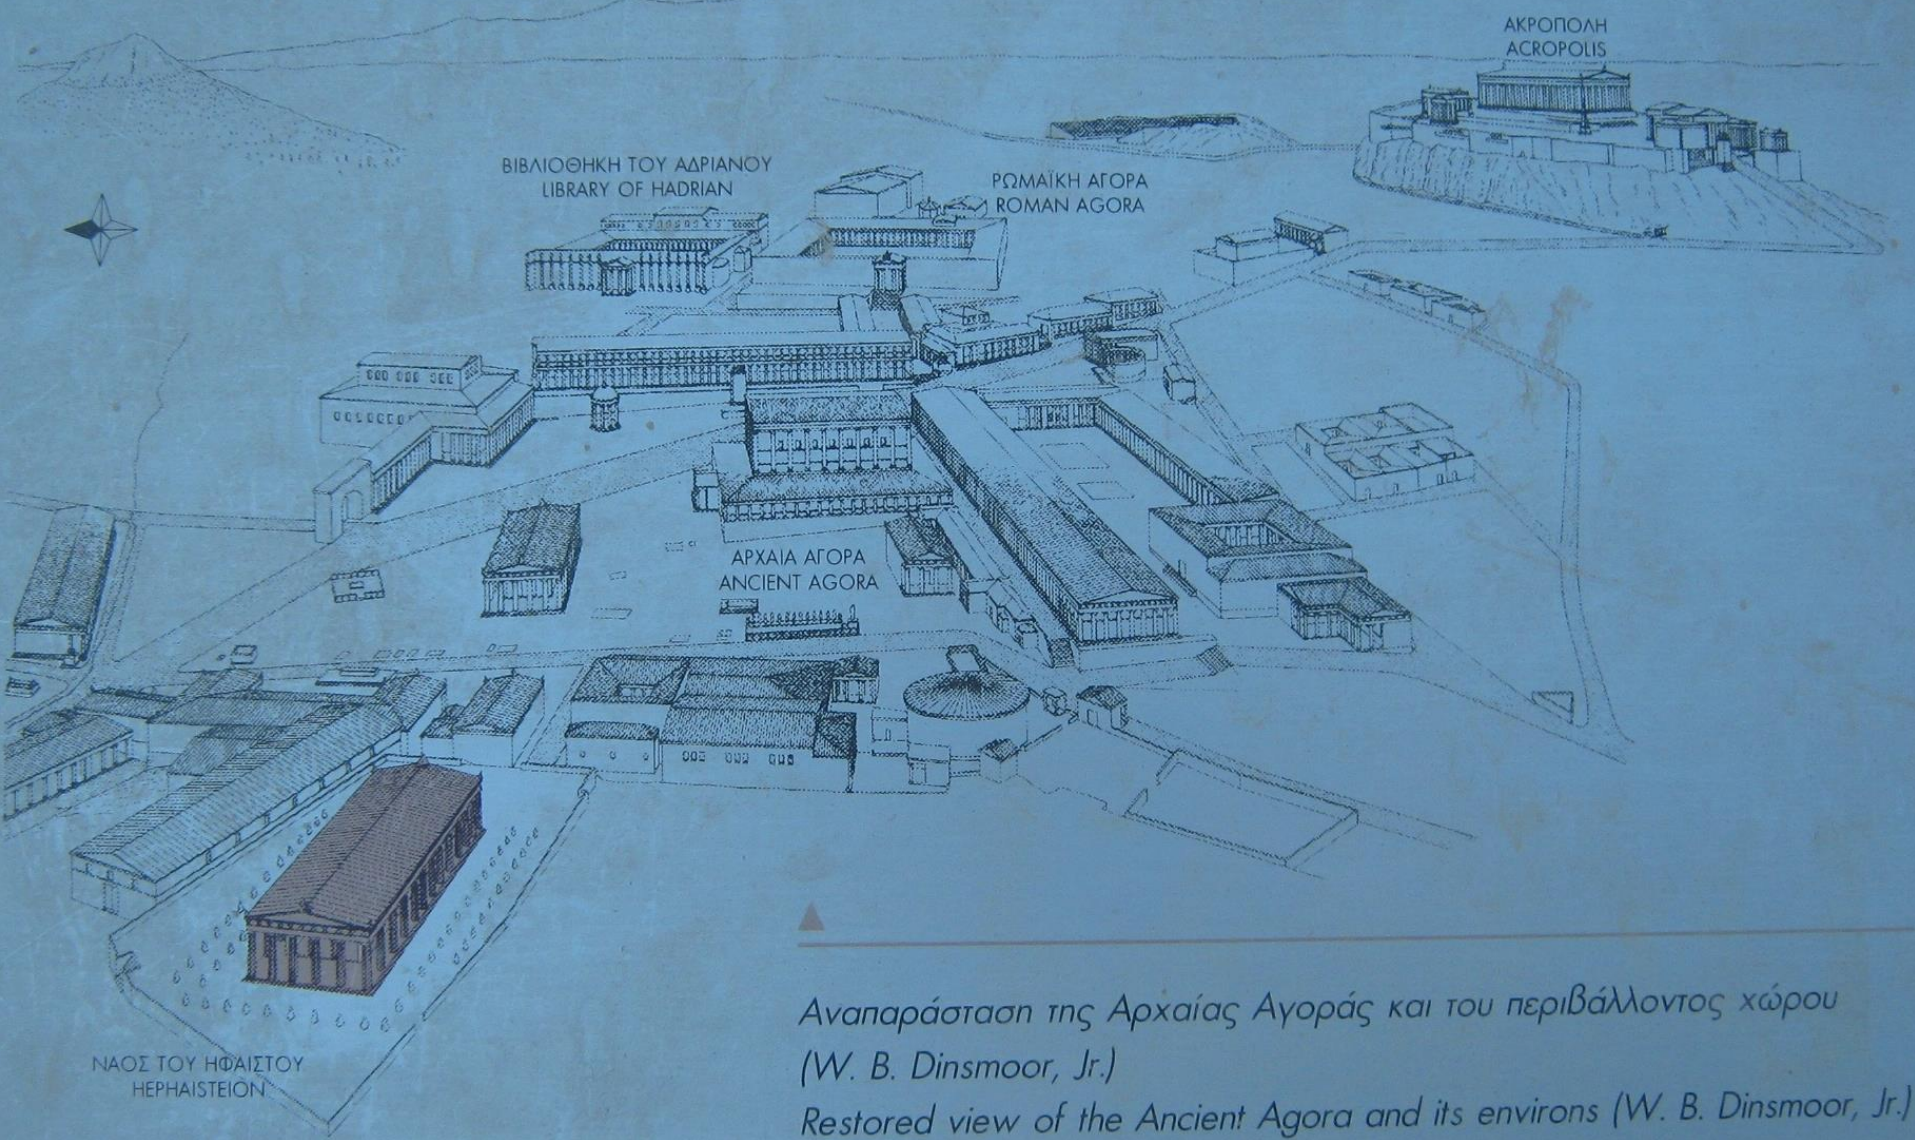 ΑΚΡΟΠΟΛΗ
ACROPOLIS
ΒΙΒΛΙΟΘΗΚΗ ΤΟΥ ΑΔΡΙΑΝΟΥ
LIBRARY OF HADRIAN
ΡΩΜΑΪΚΗ ΑΓΟΡΑ
ROMAN AGORA
ΑΡΧΑΙΑ ΑΓΟΡΑ
ANCIENT AGORA
ΝΑΟΣ ΤΟΥ ΗΦΑΙΣΤΟΥ
HEPHAISTEION
Αναπαράσταση της Αρχαίας Αγοράς και του περιβάλλοντος χώρου
(W. B. Dinsmoor, Jr.)
Restored view of the Ancient Agora and its environs (W. B. Dinsmoor, Jr.)